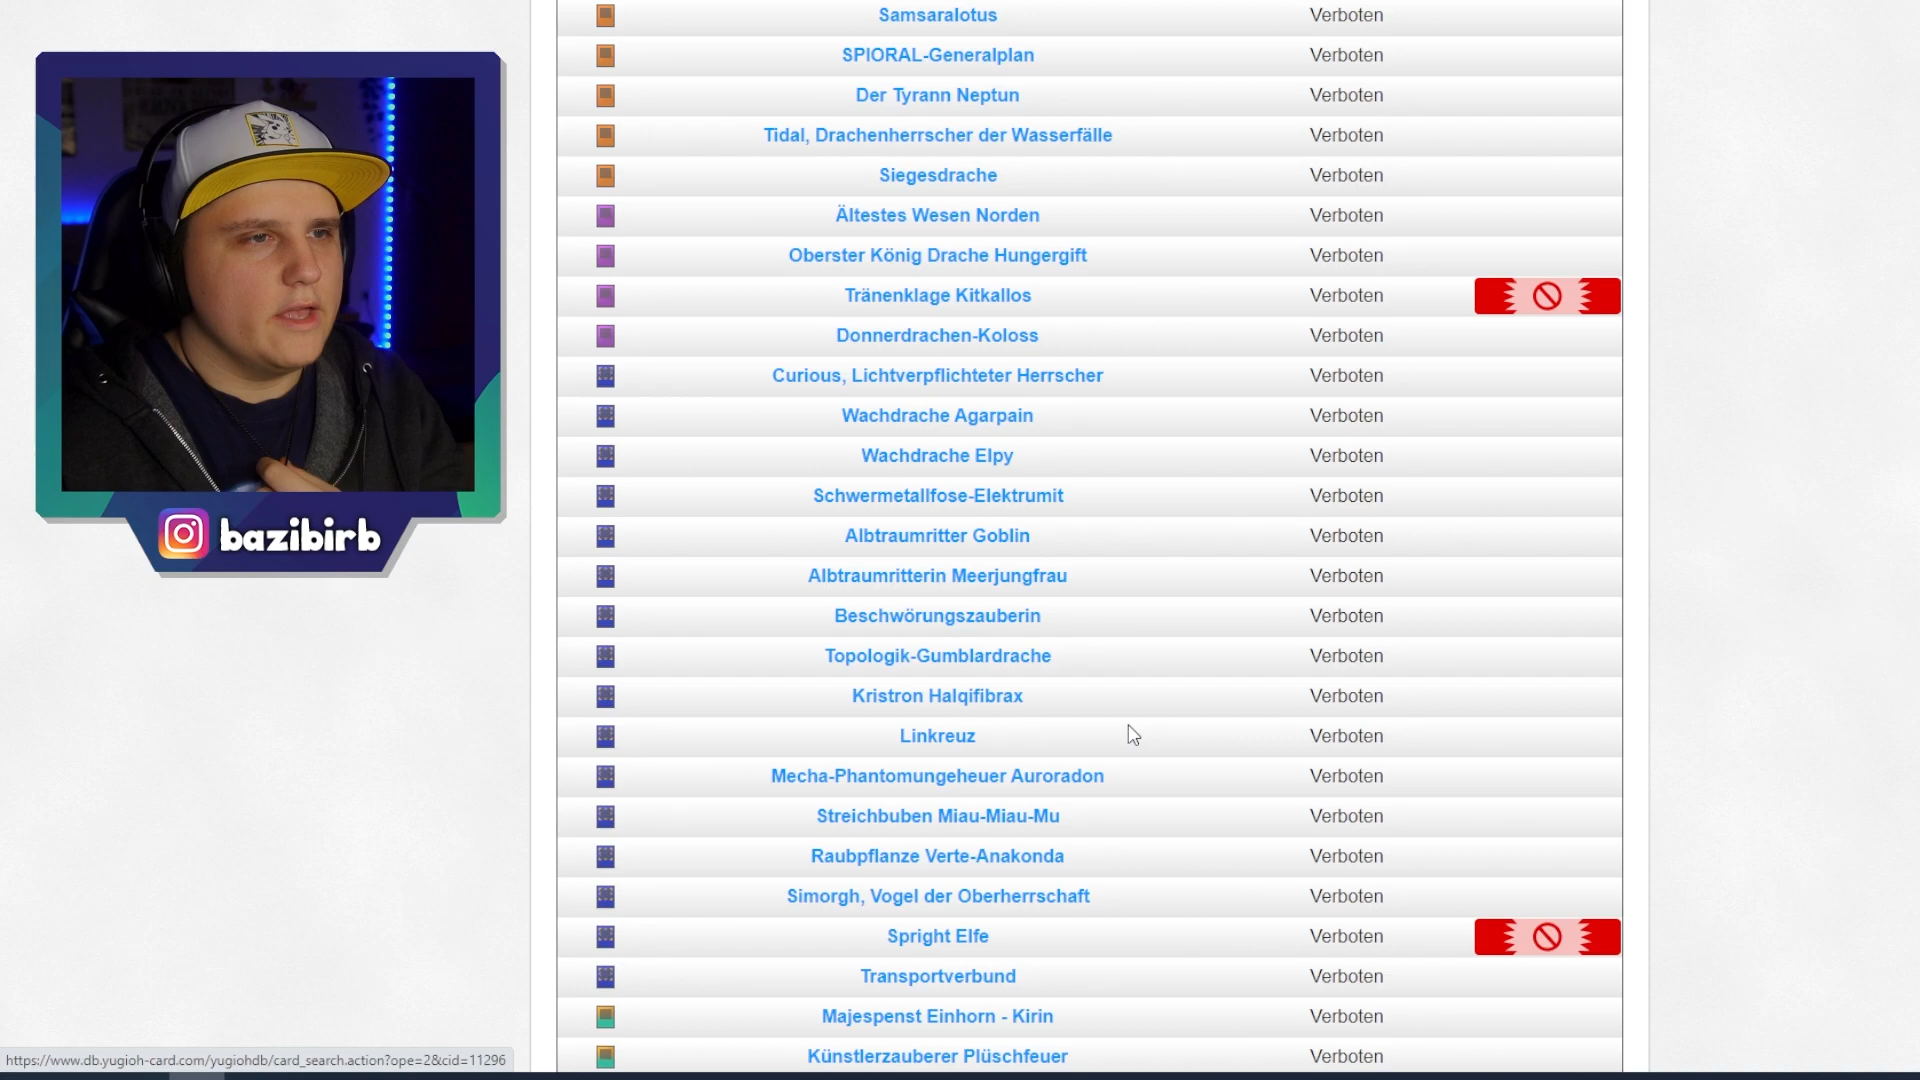 Samsaralotus Verboten
SPIORAL-Generalplan Verboten
Der Tyrann Neptun Verboten
Tidal, Drachenherrscher der Wasserfälle Verboten
Siegesdrache Verboten
Ältestes Wesen Norden Verboten
Oberster König Drache Hungergift Verboten
Tränenklage Kitkallos Verboten
Donnerdrachen-Koloss Verboten
Curious, Lichtverpflichteter Herrscher Verboten
Wachdrache Agarpain Verboten
Wachdrache Elpy Verboten
Schwermetallfose-Elektrumit Verboten
Albtraumritter Goblin Verboten
Albtraumritterin Meerjungfrau Verboten
Beschwörungszauberin Verboten
Topologik-Gumblardrache Verboten
Kristron Halqifibrax Verboten
Linkreuz Verboten
Mecha-Phantomungeheuer Auroradon Verboten
Streichbuben Miau-Miau-Mu Verboten
Raubpflanze Verte-Anakonda Verboten
Simorgh, Vogel der Oberherrschaft Verboten
Spright Elfe Verboten
Transportverbund Verboten
Majespenst Einhorn - Kirin Verboten
Künstlerzauberer Plüschfeuer Verboten
bazibirb
https://www.db.yugioh-card.com/yugiohdb/card_search.action?ope=2&cid=11296